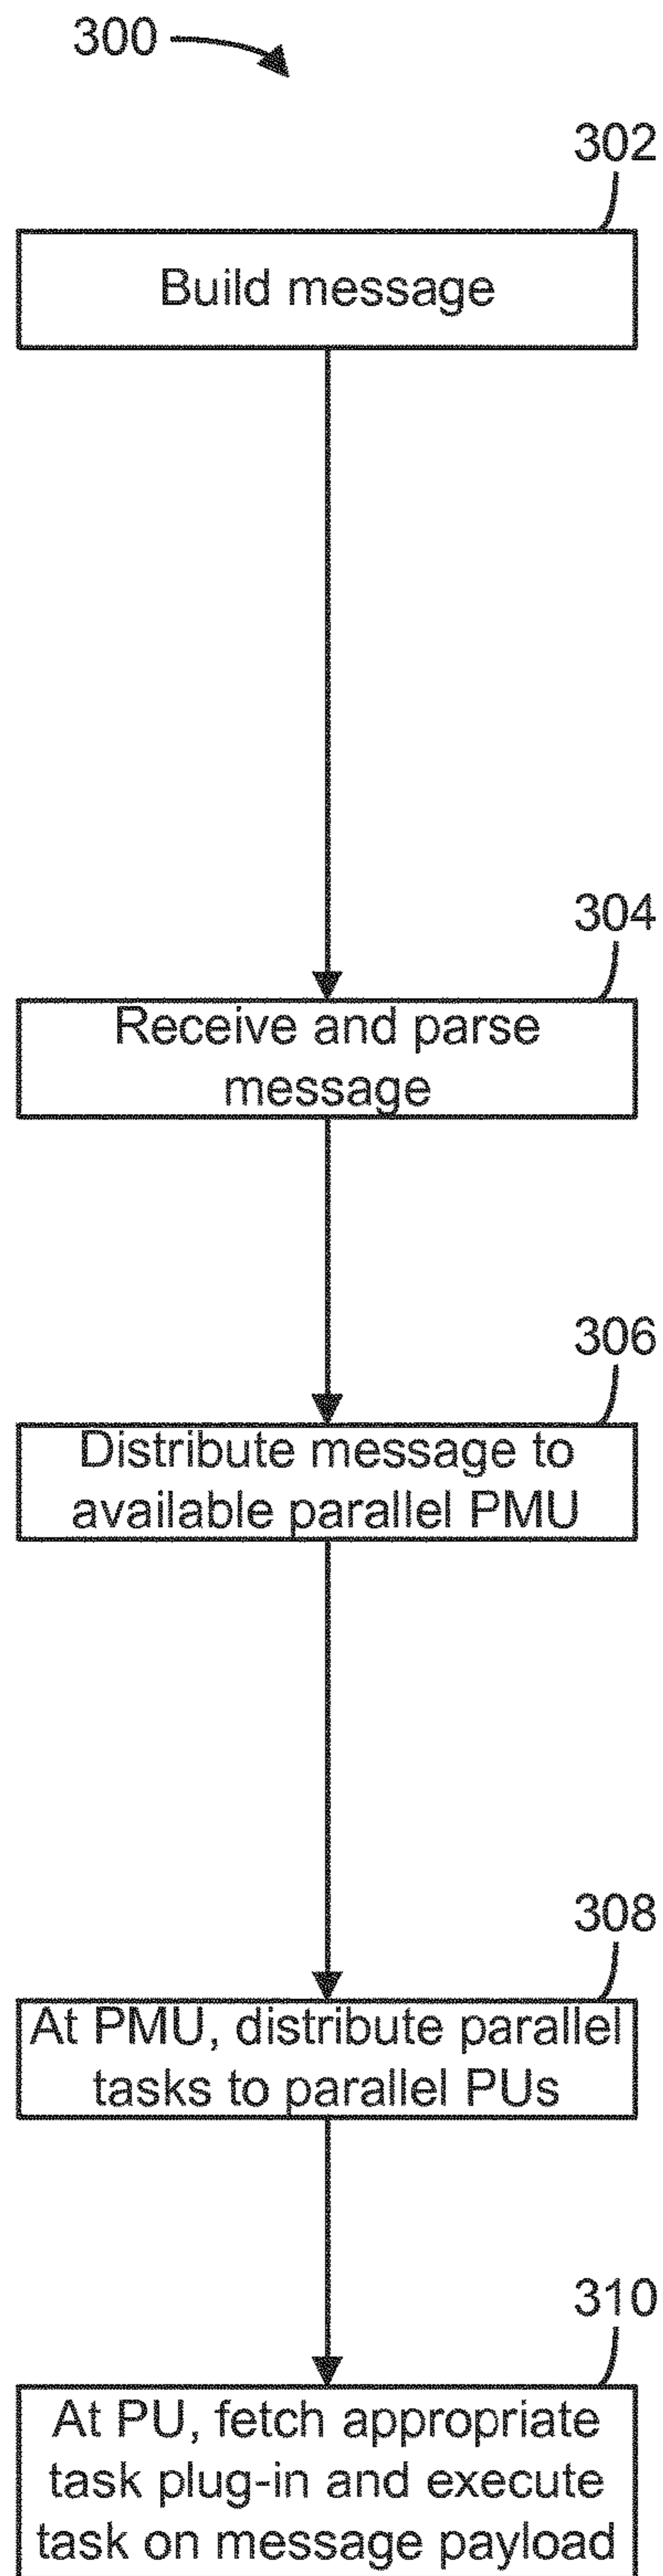 300
302
Build message
304
Receive and parse
message
306
Distribute message to
available parallel PMU
308
At PMU, distribute parallel
tasks to parallel PUs
310
At PU, fetch appropriate
task plug-in and execute
task on message payload